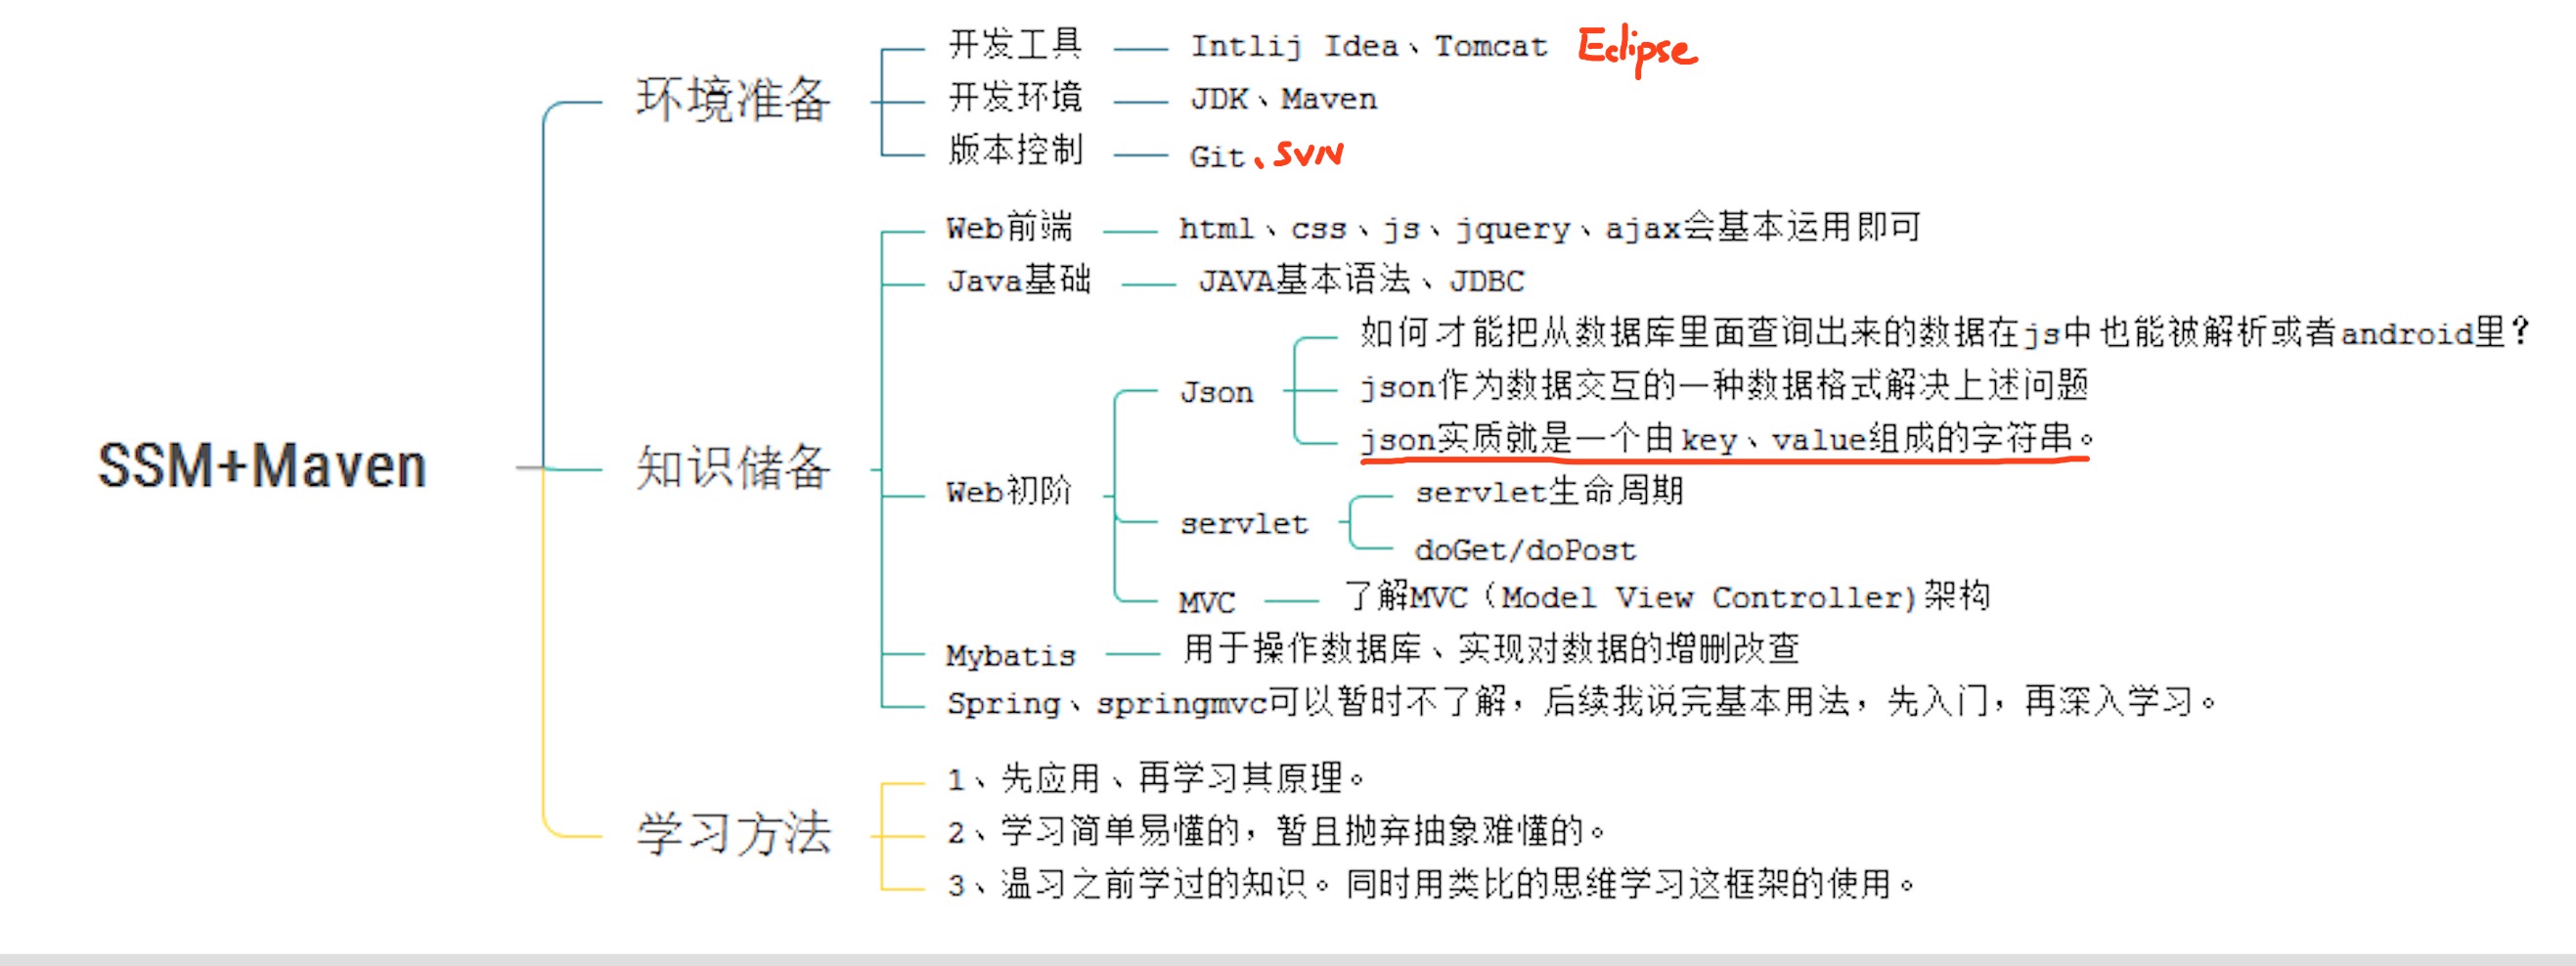 SSM+Maven
环境准备
开发工具
Intlij Idea、Tomcat Eclipse
开发环境
JDK、Maven
版本控制
Git、SVN
知识储备
Web前端
html、css、js、jquery、ajax会基本运用即可
Java基础
JAVA基本语法、JDBC
Web初阶
Json
如何才能把从数据库里面查询出来的数据在js中也能被解析或者android里?
json作为数据交互的一种数据格式解决上述问题
json实质就是一个由key、value组成的字符串。
servlet
servlet生命周期
doGet/doPost
MVC
了解MVC（Model View Controller)架构
Mybatis
用于操作数据库、实现对数据的增删改查
Spring、springmvc可以暂时不了解，后续我说完基本用法，先入门，再深入学习。
学习方法
1、先应用、再学习其原理。
2、学习简单易懂的，暂且抛弃抽象难懂的。
3、温习之前学过的知识。同时用类比的思维学习这框架的使用。